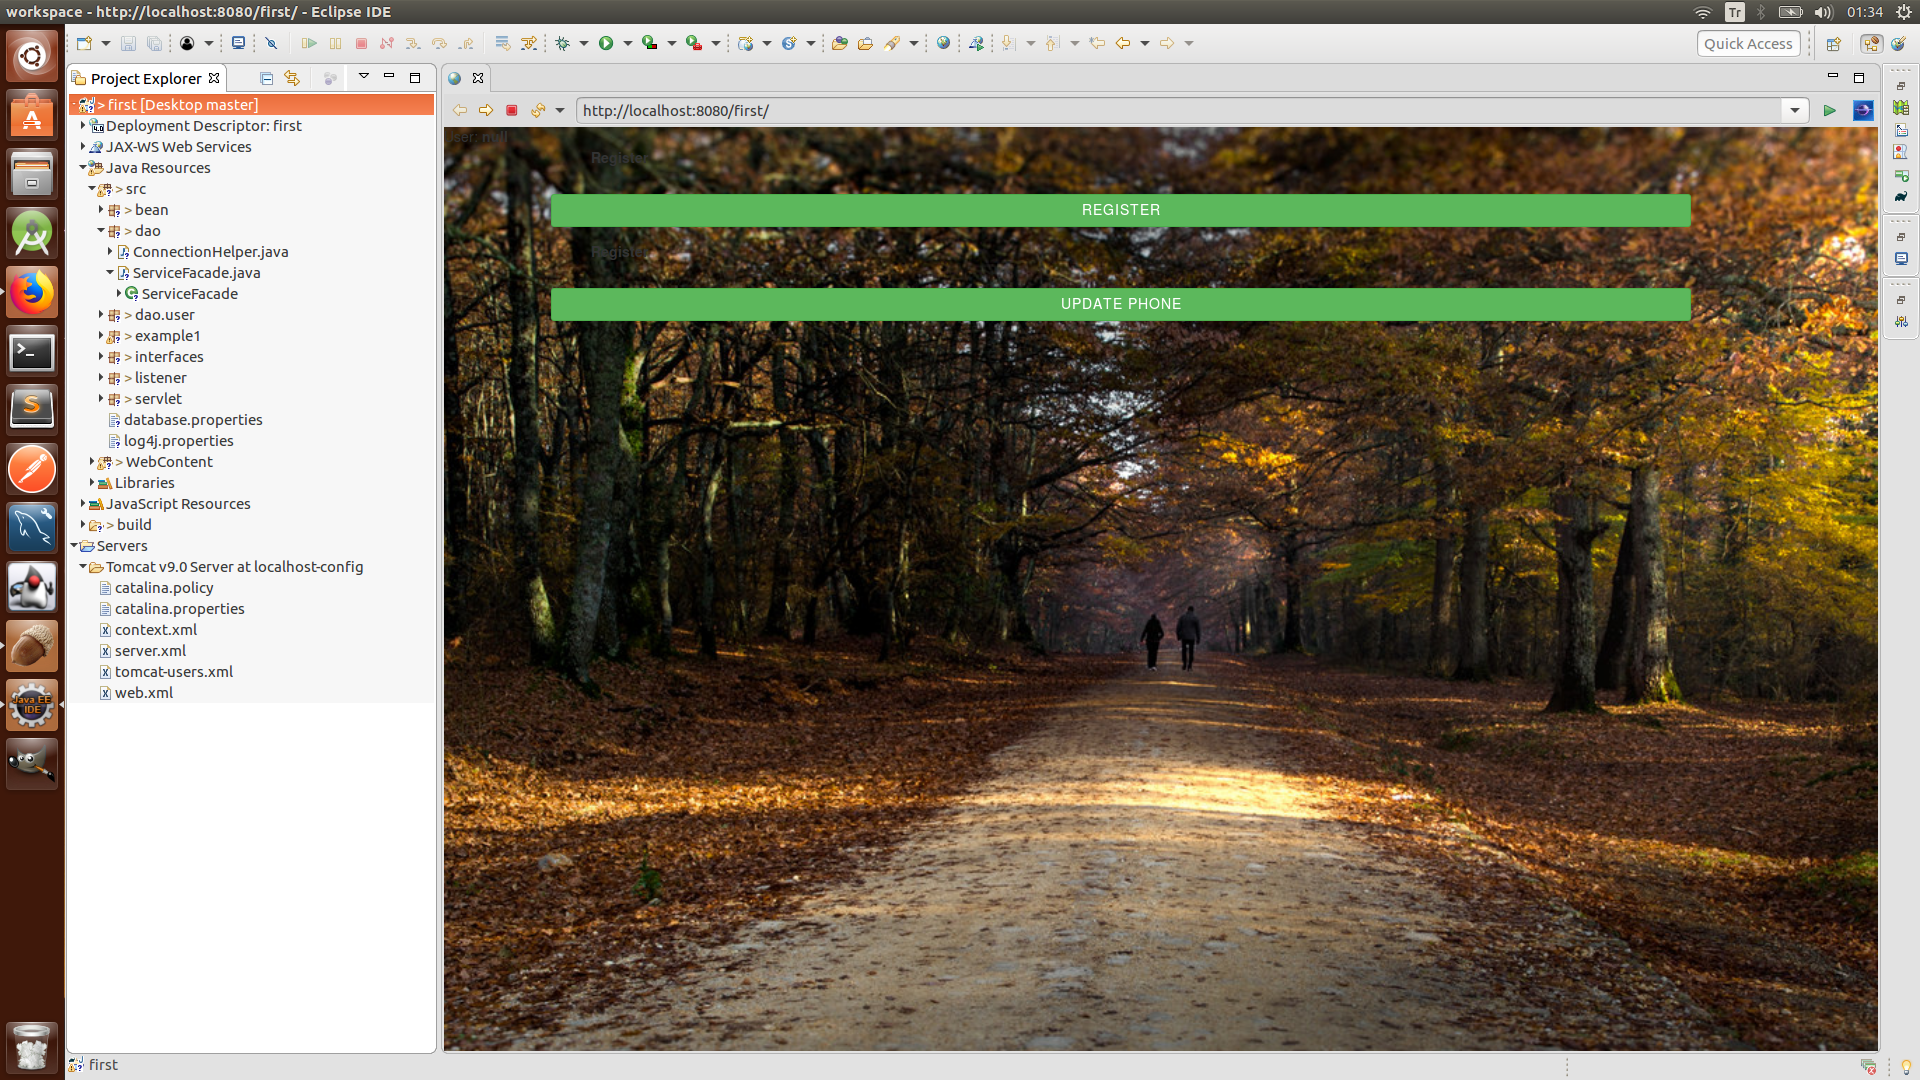 workspace - http://localhost:8080/first/ - Eclipse IDE
Tr
01:34
Quick Access
Project Explorer
> first [Desktop master]
Deployment Descriptor: first
JAX-WS Web Services
Java Resources
> src
> bean
> dao
ConnectionHelper.java
ServiceFacade.java
ServiceFacade
> dao.user
> example1
> interfaces
> listener
> servlet
database.properties
log4j.properties
> WebContent
Libraries
JavaScript Resources
> build
Servers
Tomcat v9.0 Server at localhost-config
catalina.policy
catalina.properties
context.xml
server.xml
tomcat-users.xml
web.xml
http://localhost:8080/first/
user: null
Register
REGISTER
Register
UPDATE PHONE
Java EE
IDE
first